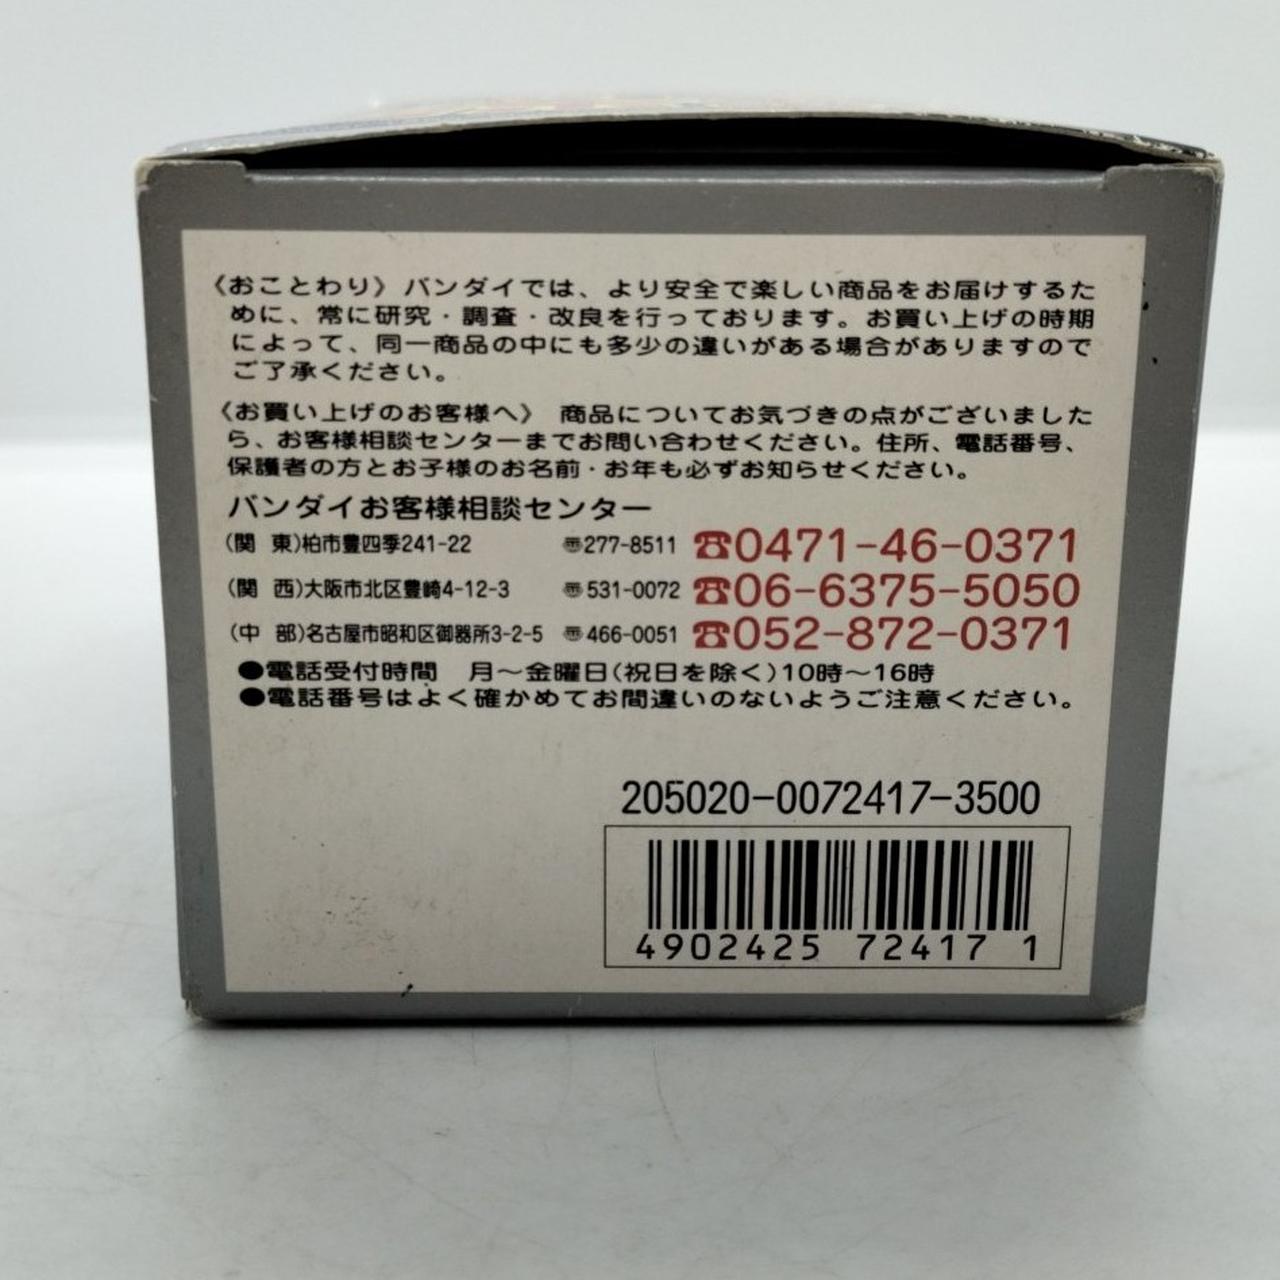 《おことわり》バンダイでは、より安全で楽しい商品をお届けするた
めに、常に研究・調査・改良を行っております。お買い上げの時期
によって、同一商品の中にも多少の違いがある場合がありますので
ご了承ください。
《お買い上げのお客様へ》 商品についてお気づきの点がございました
ら、お客様相談センターまでお問い合わせください。住所、電話番号、
保護者の方とお子様のお名前・お年も必ずお知らせください。
バンダイお客様相談センター
(関 東)柏市豊四季241-22 〠277-8511 ☎0471-46-0371
(関 西)大阪市北区豊崎4-12-3 〠531-0072 ☎06-6375-5050
(中 部)名古屋市昭和区御器所3-2-5 〠466-0051 ☎052-872-0371
●電話受付時間 月〜金曜日(祝日を除く)10時〜16時
●電話番号はよく確かめてお間違いのないようご注意ください。
205020-0072417-3500
4902425 72417 1